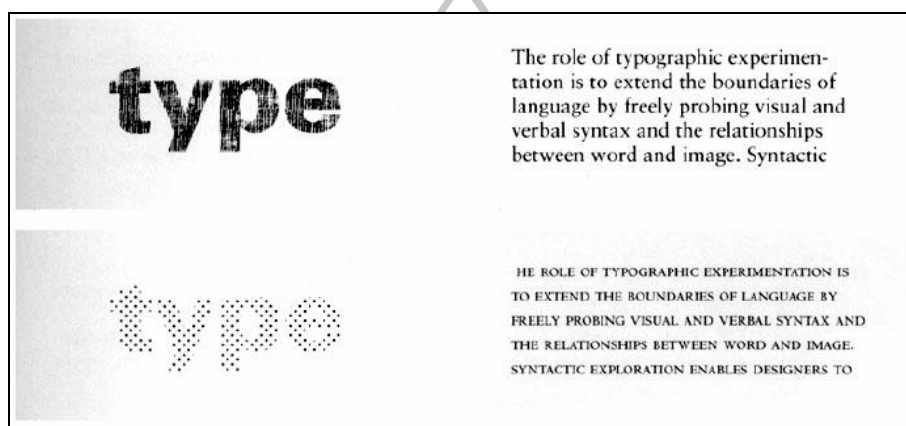 type
The role of typographic experimen-
tation is to extend the boundaries of
language by freely probing visual and
verbal syntax and the relationships
between word and image. Syntactic
type
HE ROLE OF TYPOGRAPHIC EXPERIMENTATION IS
TO EXTEND THE BOUNDARIES OF LANGUAGE BY
FREELY PROBING VISUAL AND VERBAL SYNTAX AND
THE RELATIONSHIPS BETWEEN WORD AND IMAGE.
SYNTACTIC EXPLORATION ENABLES DESIGNERS TO